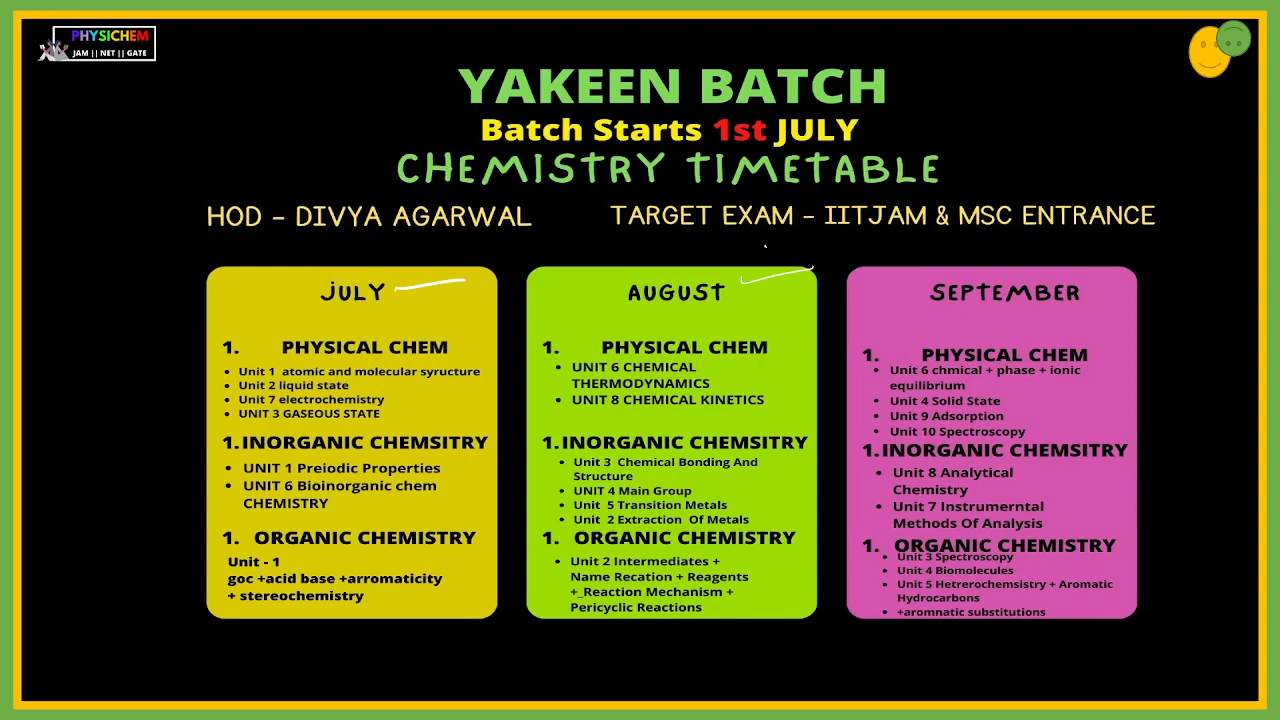 PHYSICHEM
JAM || NET || GATE
YAKEEN BATCH
Batch Starts 1st JULY
CHEMISTRY TIMETABLE
HOD - DIVYA AGARWAL
TARGET EXAM - IITJAM & MSC ENTRANCE
JULY
1. PHYSICAL CHEM
• Unit 1 atomic and molecular syructure
• Unit 2 liquid state
• Unit 7 electrochemistry
• UNIT 3 GASEOUS STATE
1. INORGANIC CHEMSITRY
• UNIT 1 Preiodic Properties
• UNIT 6 Bioinorganic chem
CHEMISTRY
1. ORGANIC CHEMISTRY
Unit - 1
goc +acid base +arromaticity
+ stereochemistry
AUGUST
1. PHYSICAL CHEM
• UNIT 6 CHEMICAL
THERMODYNAMICS
• UNIT 8 CHEMICAL KINETICS
1. INORGANIC CHEMSITRY
• Unit 3 Chemical Bonding And
Structure
• UNIT 4 Main Group
• Unit 5 Transition Metals
• Unit 2 Extraction Of Metals
1. ORGANIC CHEMISTRY
• Unit 2 Intermediates +
Name Recation + Reagents
+_Reaction Mechanism +
Pericyclic Reactions
SEPTEMBER
1. PHYSICAL CHEM
• Unit 6 chmical + phase + ionic
equilibrium
• Unit 4 Solid State
• Unit 9 Adsorption
• Unit 10 Spectroscopy
1. INORGANIC CHEMSITRY
• Unit 8 Analytical
Chemistry
• Unit 7 Instrumerntal
Methods Of Analysis
1. ORGANIC CHEMISTRY
• Unit 3 Spectroscopy
• Unit 4 Biomolecules
• Unit 5 Hetrerochemsistry + Aromatic
Hydrocarbons
• +aromnatic substitutions